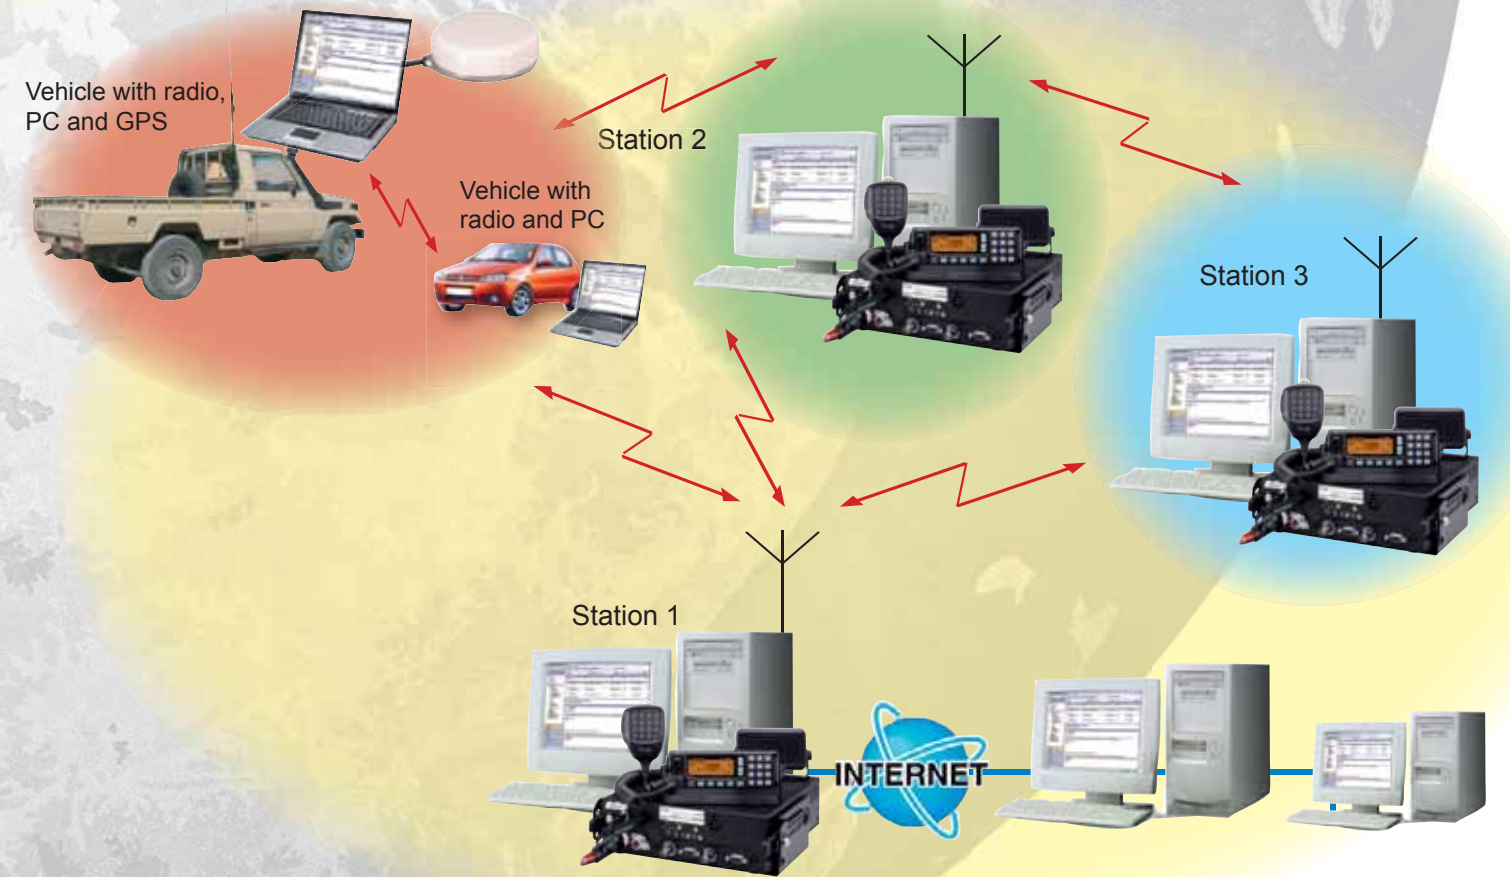 Vehicle with radio,
PC and GPS
Station 2
Vehicle with
radio and PC
Station 3
Station 1
INTERNET